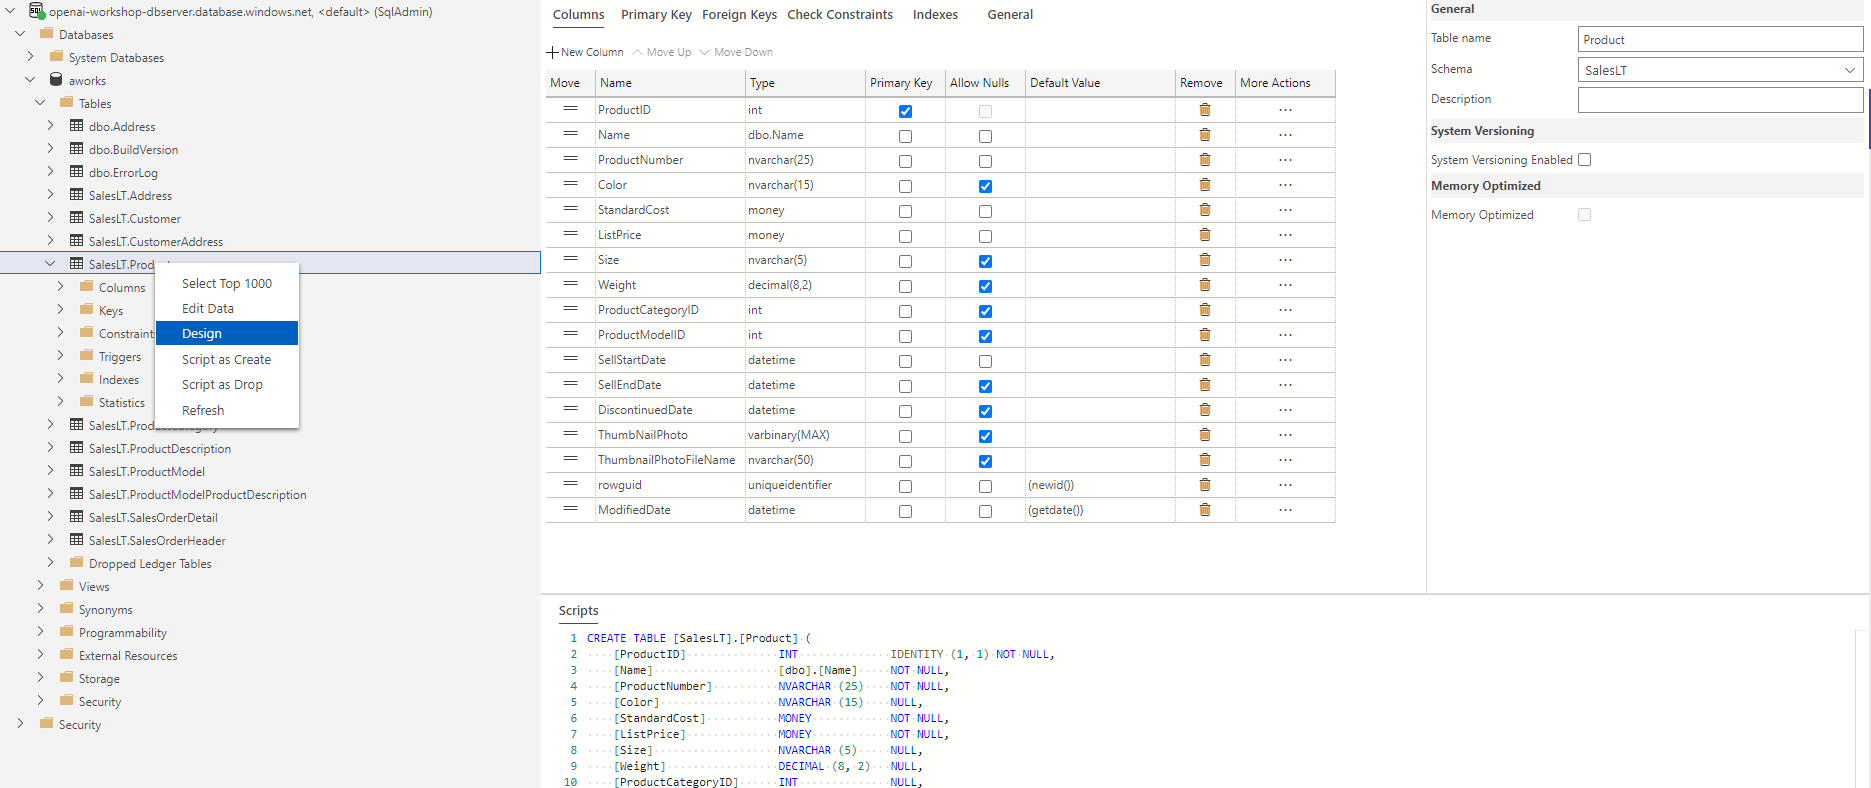 openai-workshop-dbserver.database.windows.net, <default> (SqlAdmin)
Databases
System Databases
aworks
Tables
dbo.Address
dbo.BuildVersion
dbo.ErrorLog
SalesLT.Address
SalesLT.Customer
SalesLT.CustomerAddress
SalesLT.Produ
Columns
Keys
Constraints
Triggers
Indexes
Statistics
SalesLT.ProductCategory
SalesLT.ProductDescription
SalesLT.ProductModel
SalesLT.ProductModelProductDescription
SalesLT.SalesOrderDetail
SalesLT.SalesOrderHeader
Dropped Ledger Tables
Views
Synonyms
Programmability
External Resources
Storage
Security
Security
Select Top 1000
Edit Data
Design
Script as Create
Script as Drop
Refresh
Columns Primary Key Foreign Keys Check Constraints Indexes General
New Column Move Up Move Down
Move Name Type Primary Key Allow Nulls Default Value Remove More Actions
ProductID int
Name dbo.Name
ProductNumber nvarchar(25)
Color nvarchar(15)
StandardCost money
ListPrice money
Size nvarchar(5)
Weight decimal(8,2)
ProductCategoryID int
ProductModelID int
SellStartDate datetime
SellEndDate datetime
DiscontinuedDate datetime
ThumbNailPhoto varbinary(MAX)
ThumbnailPhotoFileName nvarchar(50)
rowguid uniqueidentifier (newid())
ModifiedDate datetime (getdate())
General
Table name Product
Schema SalesLT
Description
System Versioning
System Versioning Enabled
Memory Optimized
Memory Optimized
Scripts
1 CREATE TABLE [SalesLT].[Product] (
2 [ProductID] INT IDENTITY (1, 1) NOT NULL,
3 [Name] [dbo].[Name] NOT NULL,
4 [ProductNumber] NVARCHAR (25) NOT NULL,
5 [Color] NVARCHAR (15) NULL,
6 [StandardCost] MONEY NOT NULL,
7 [ListPrice] MONEY NOT NULL,
8 [Size] NVARCHAR (5) NULL,
9 [Weight] DECIMAL (8, 2) NULL,
10 [ProductCategoryID] INT NULL,